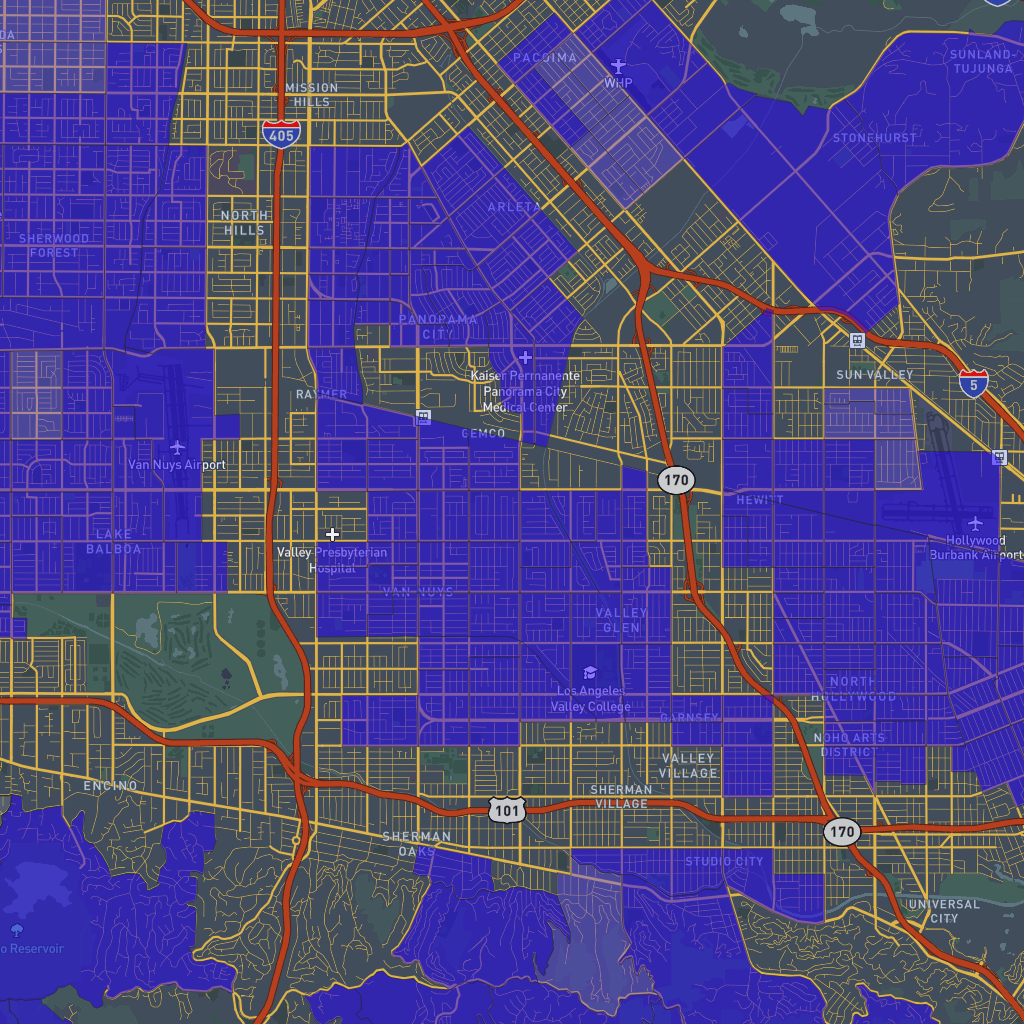 PACOIMA
WHP
SUNLAND-
TUJUNGA
MISSION
HILLS
405
STONEHURST
NORTH
HILLS
ARLETA
SHERWOOD
FOREST
PANORAMA
CITY
SUN VALLEY
5
Kaiser Permanente
Panorama City
Medical Center
RAYMER
GEMCO
Van Nuys Airport
170
HEWITT
LAKE
BALBOA
Hollywood
Burbank Airport
Valley Presbyterian
Hospital
VAN NUYS
VALLEY
GLEN
Los Angeles
Valley College
NORTH
HOLLYWOOD
GARNSEY
NOHO ARTS
DISTRICT
VALLEY
VILLAGE
ENCINO
SHERMAN
VILLAGE
101
170
SHERMAN
OAKS
STUDIO CITY
UNIVERSAL
CITY
o Reservoir